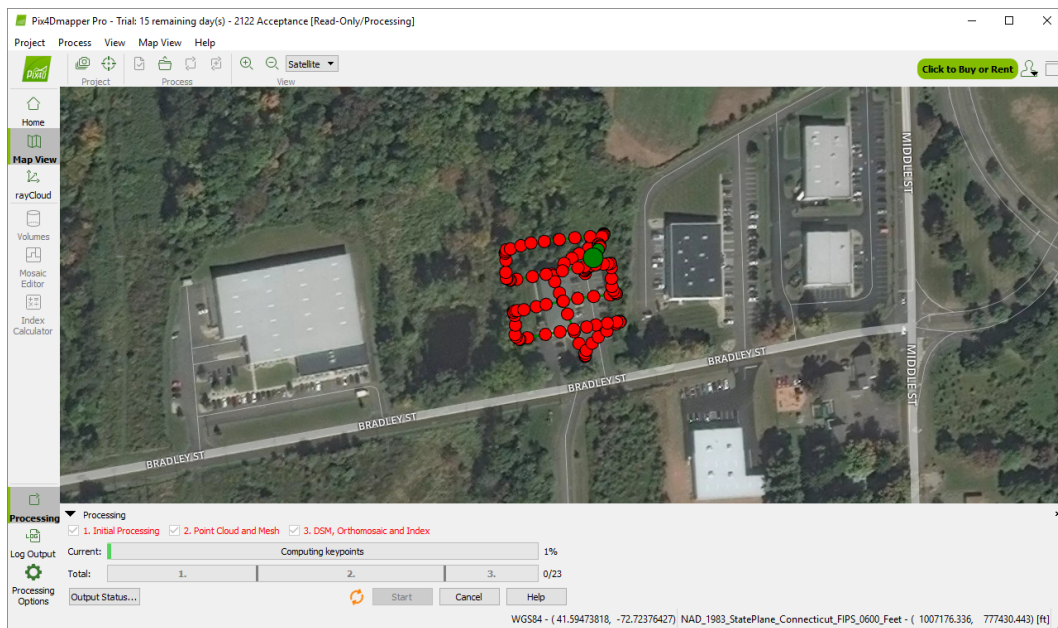 Pix4Dmapper Pro - Trial: 15 remaining day(s) - 2122 Acceptance [Read-Only/Processing]
Project Process View Map View Help
Pix4D
Project Process View
Satellite
Click to Buy or Rent
Home
Map View
rayCloud
Volumes
Mosaic
Editor
Index
Calculator
MIDDLE ST
MIDDLE ST
BRADLEY ST
BRADLEY ST
BRADLEY ST
Processing
Log Output
Processing
Options
Processing
1. Initial Processing 2. Point Cloud and Mesh 3. DSM, Orthomosaic and Index
Current: Computing keypoints 1%
Total: 1. 2. 3. 0/23
Output Status... Start Cancel Help
WGS84 - ( 41.59473818, -72.72376427) NAD_1983_StatePlane_Connecticut_FIPS_0600_Feet - ( 1007176.336, 777430.443) [ft]